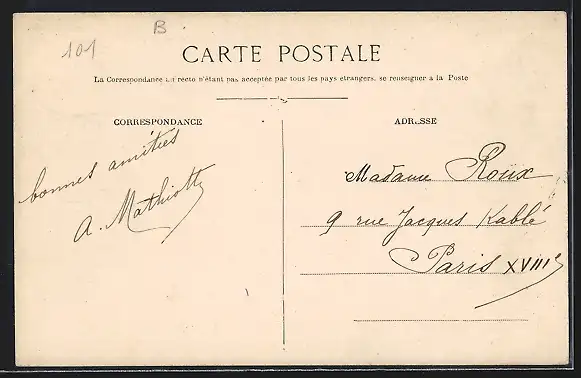 101
B
CARTE POSTALE
La Correspondance au recto n'étant pas acceptée par tous les pays étrangers, se renseigner à la Poste
CORRESPONDANCE
bonnes amitiés
A. Mathiott
ADRESSE
Madame Roux
9 rue Jacques Kablé
Paris XVIIIe